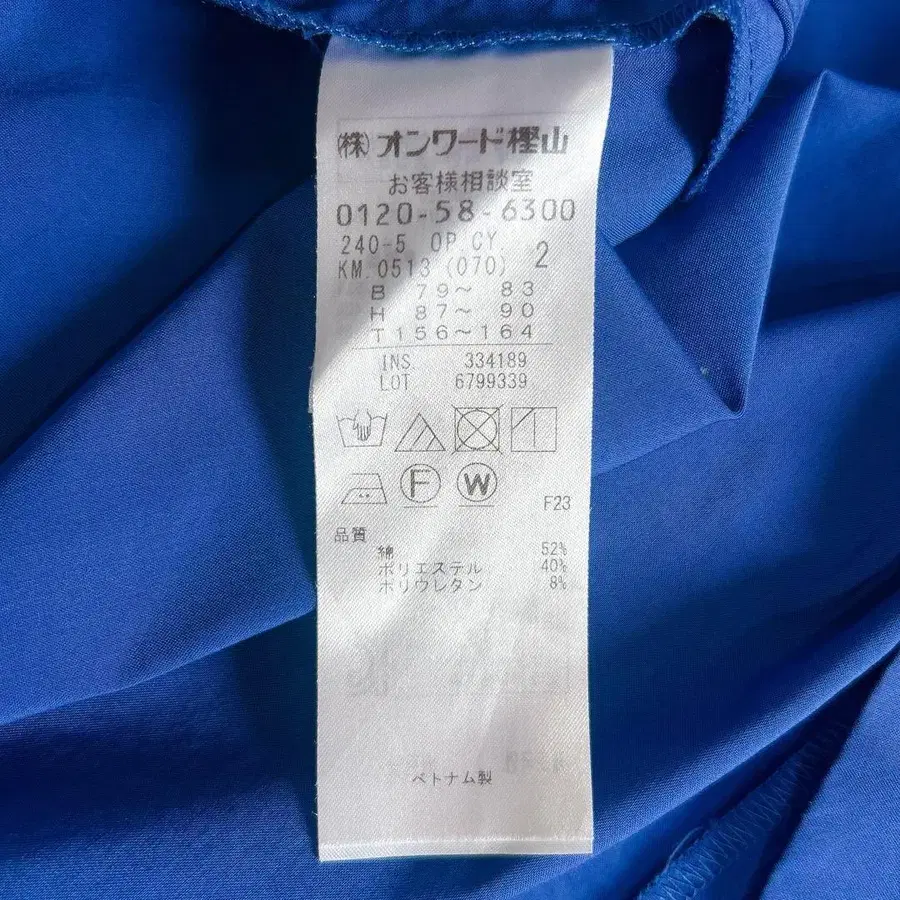 ㈱オンワード樫山
お客様相談室
0120-58-6300
240-5 OP.CY.
KM.0513 (070) 2
B 79～ 83
H 87～ 90
T 156～164
INS 334189
LOT 6799339
F W
F23
品質
綿 52%
ポリエステル 40%
ポリウレタン 8%
ベトナム製